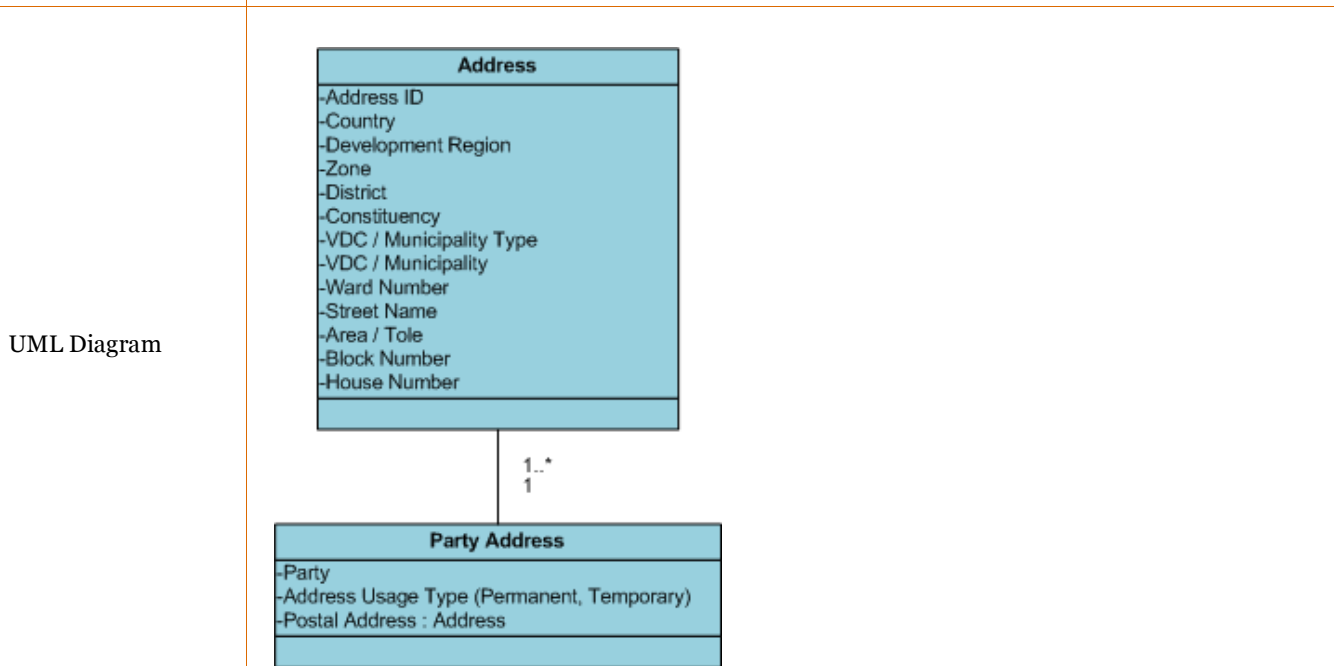 UML Diagram
Address
-Address ID
-Country
-Development Region
-Zone
-District
-Constituency
-VDC / Municipality Type
-VDC / Municipality
-Ward Number
-Street Name
-Area / Tole
-Block Number
-House Number
1..*
1
Party Address
-Party
-Address Usage Type (Permanent, Temporary)
-Postal Address : Address